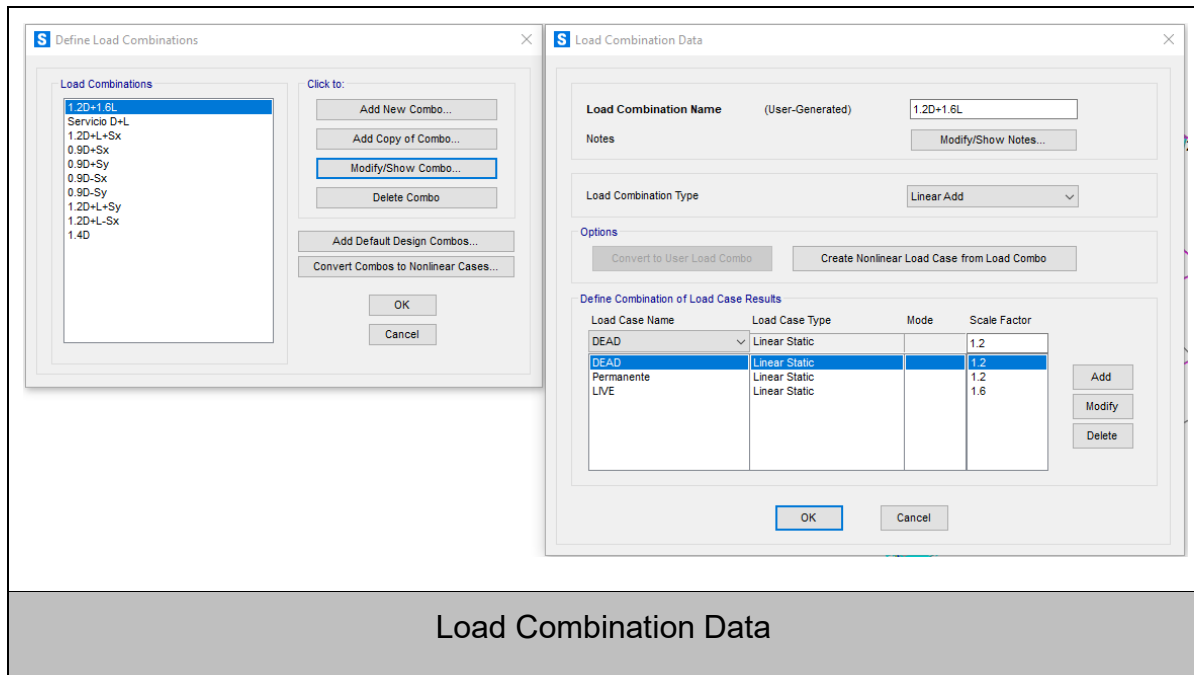 S Define Load Combinations
Load Combinations
1.2D+1.6L
Servicio D+L
1.2D+L+Sx
0.9D+Sx
0.9D+Sy
0.9D-Sx
0.9D-Sy
1.2D+L+Sy
1.2D+L-Sx
1.4D
Click to:
Add New Combo...
Add Copy of Combo...
Modify/Show Combo...
Delete Combo
Add Default Design Combos...
Convert Combos to Nonlinear Cases...
OK
Cancel
S Load Combination Data
Load Combination Name (User-Generated) 1.2D+1.6L
Notes Modify/Show Notes...
Load Combination Type Linear Add
Options
Convert to User Load Combo Create Nonlinear Load Case from Load Combo
Define Combination of Load Case Results
Load Case Name Load Case Type Mode Scale Factor
DEAD Linear Static 1.2
DEAD Linear Static 1.2
Permanente Linear Static 1.2
LIVE Linear Static 1.6
Add
Modify
Delete
OK Cancel
Load Combination Data